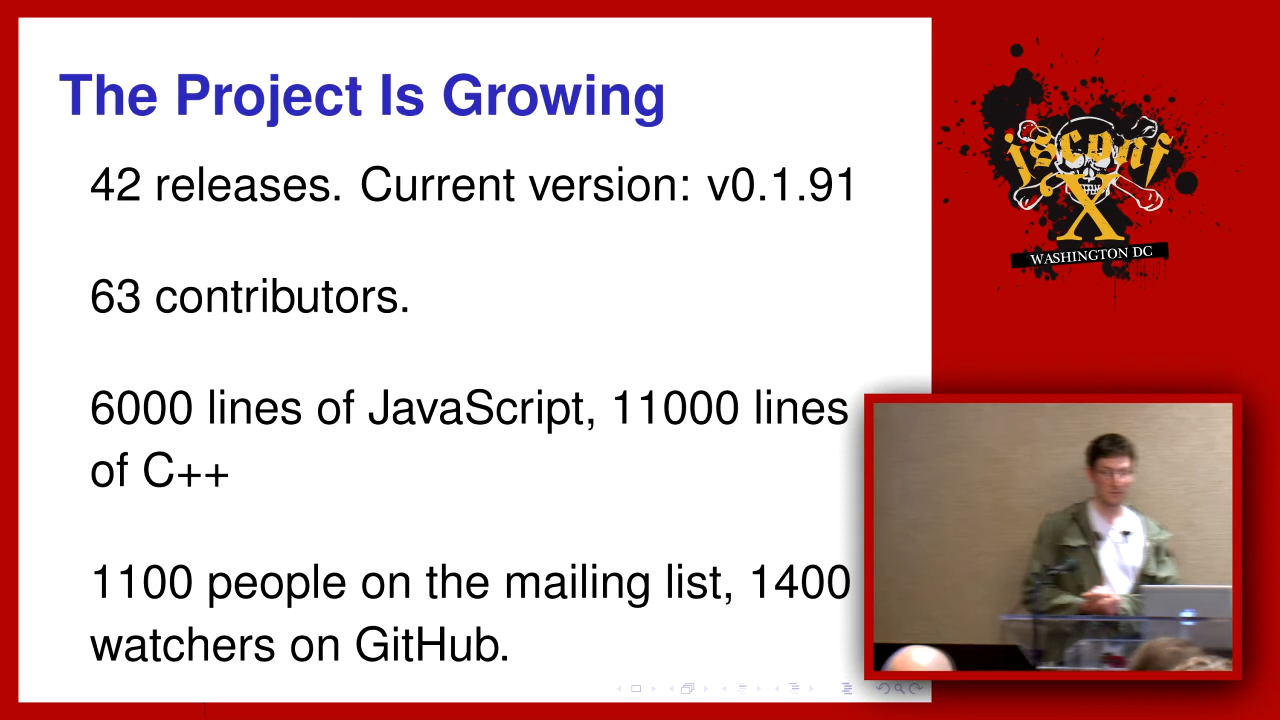 The Project Is Growing
42 releases. Current version: v0.1.91
63 contributors.
6000 lines of JavaScript, 11000 lines
of C++
1100 people on the mailing list, 1400
watchers on GitHub.
jsconf
X
WASHINGTON DC